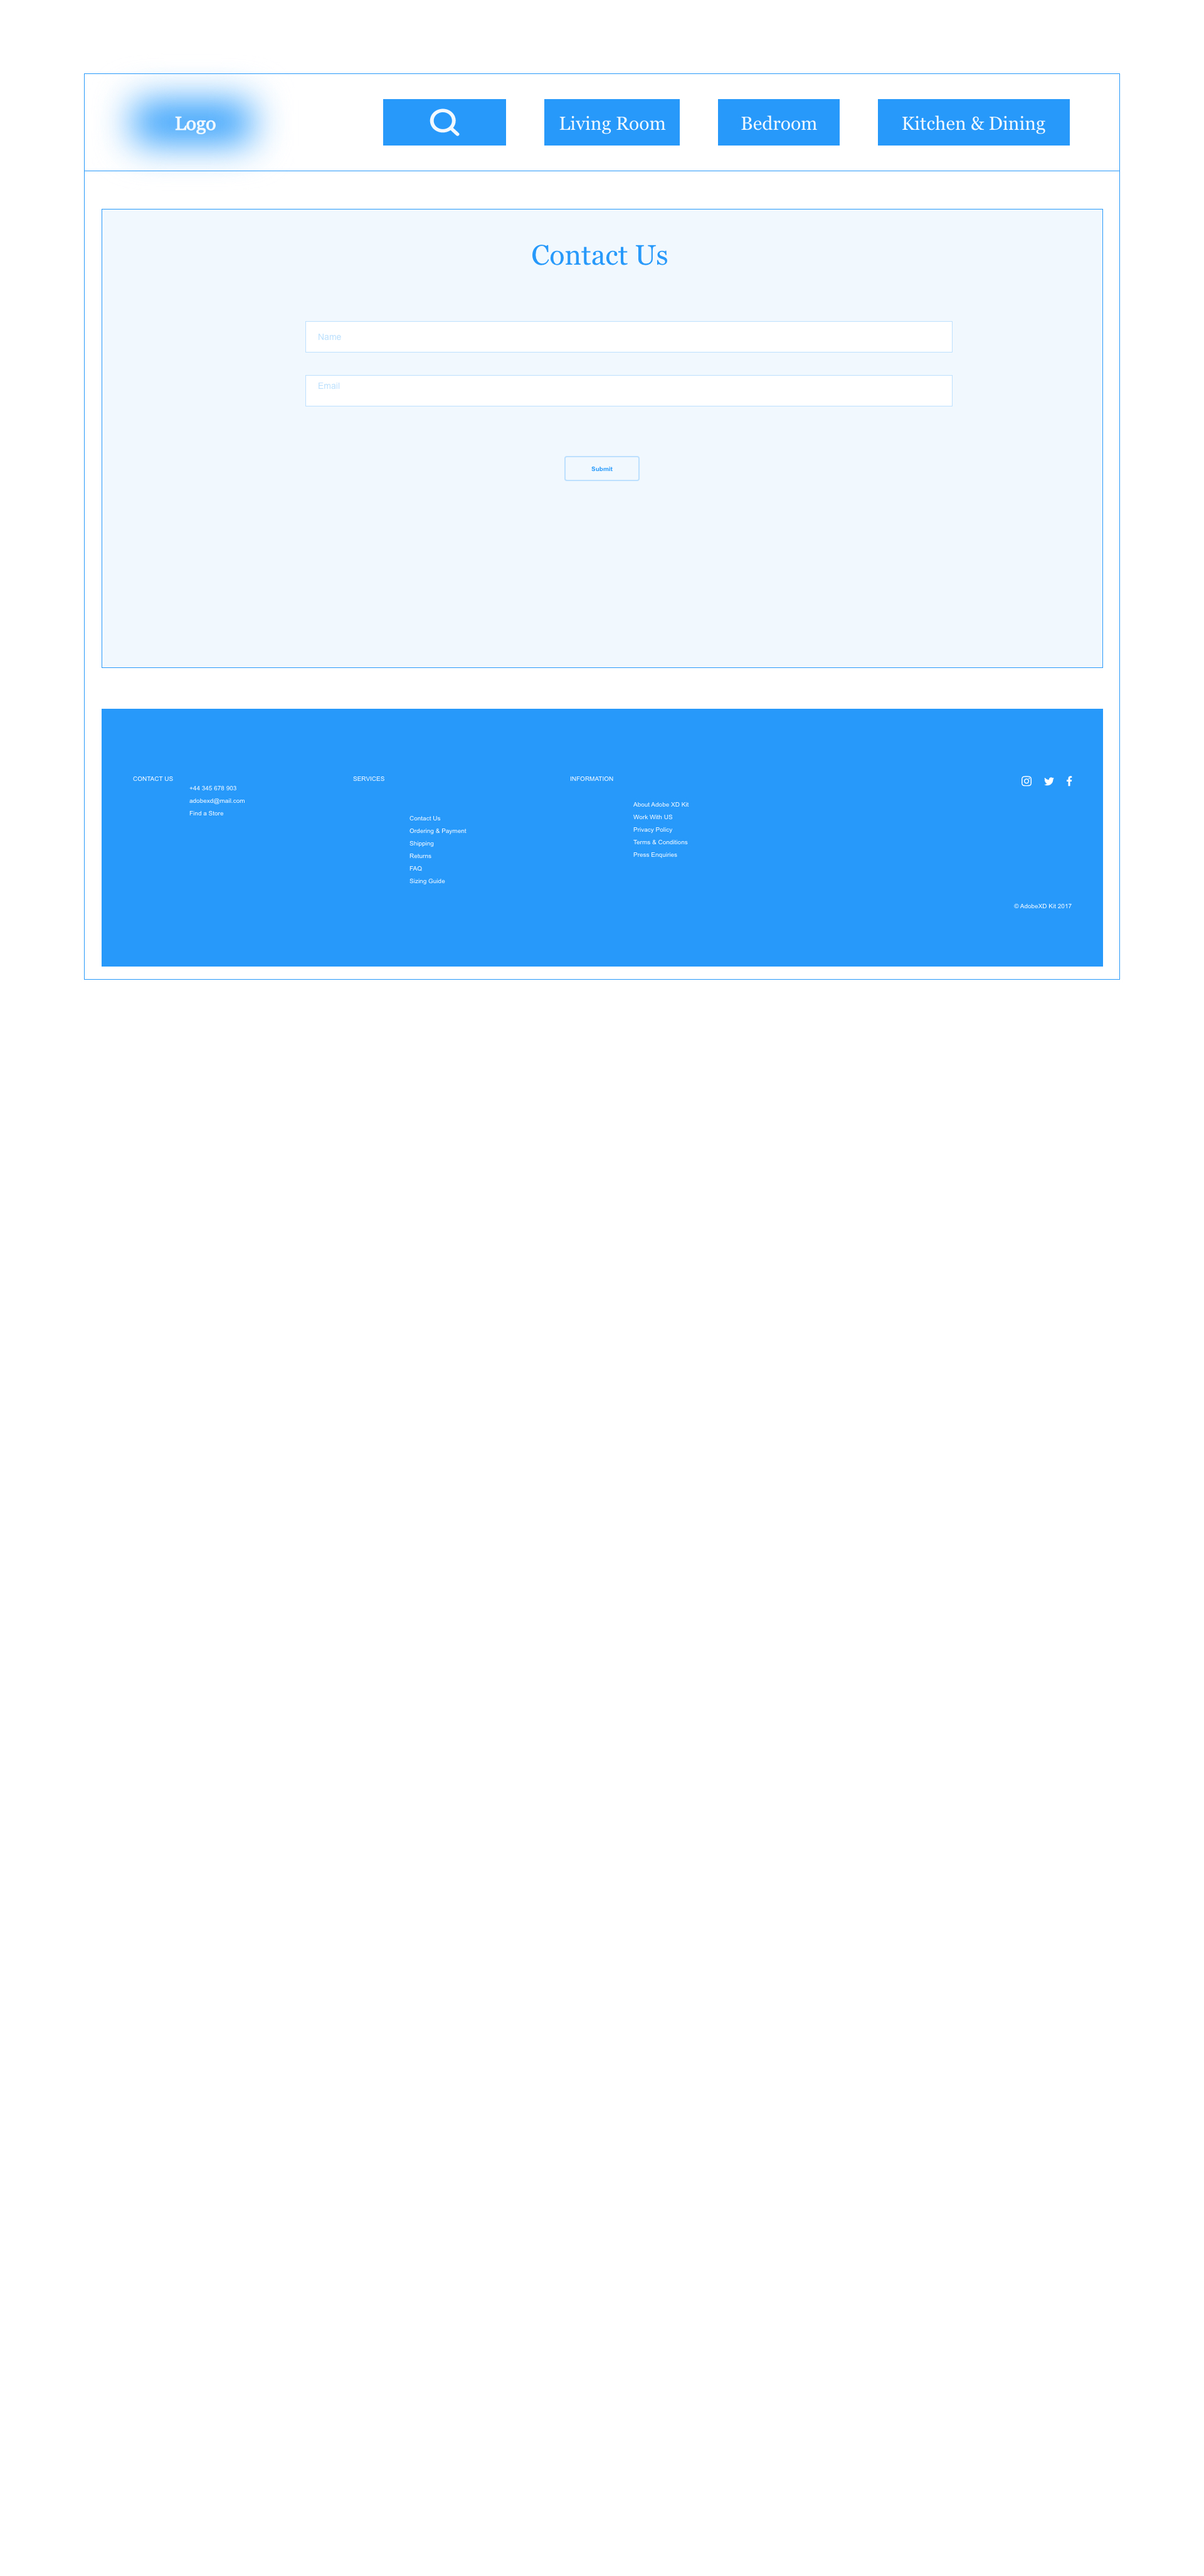 Logo
Living Room
Bedroom
Kitchen & Dining
Contact Us
Name
Email
Submit
CONTACT US
+44 345 678 903
adobexd@mail.com
Find a Store
SERVICES
Contact Us
Ordering & Payment
Shipping
Returns
FAQ
Sizing Guide
INFORMATION
About Adobe XD Kit
Work With US
Privacy Policy
Terms & Conditions
Press Enquiries
© AdobeXD Kit 2017